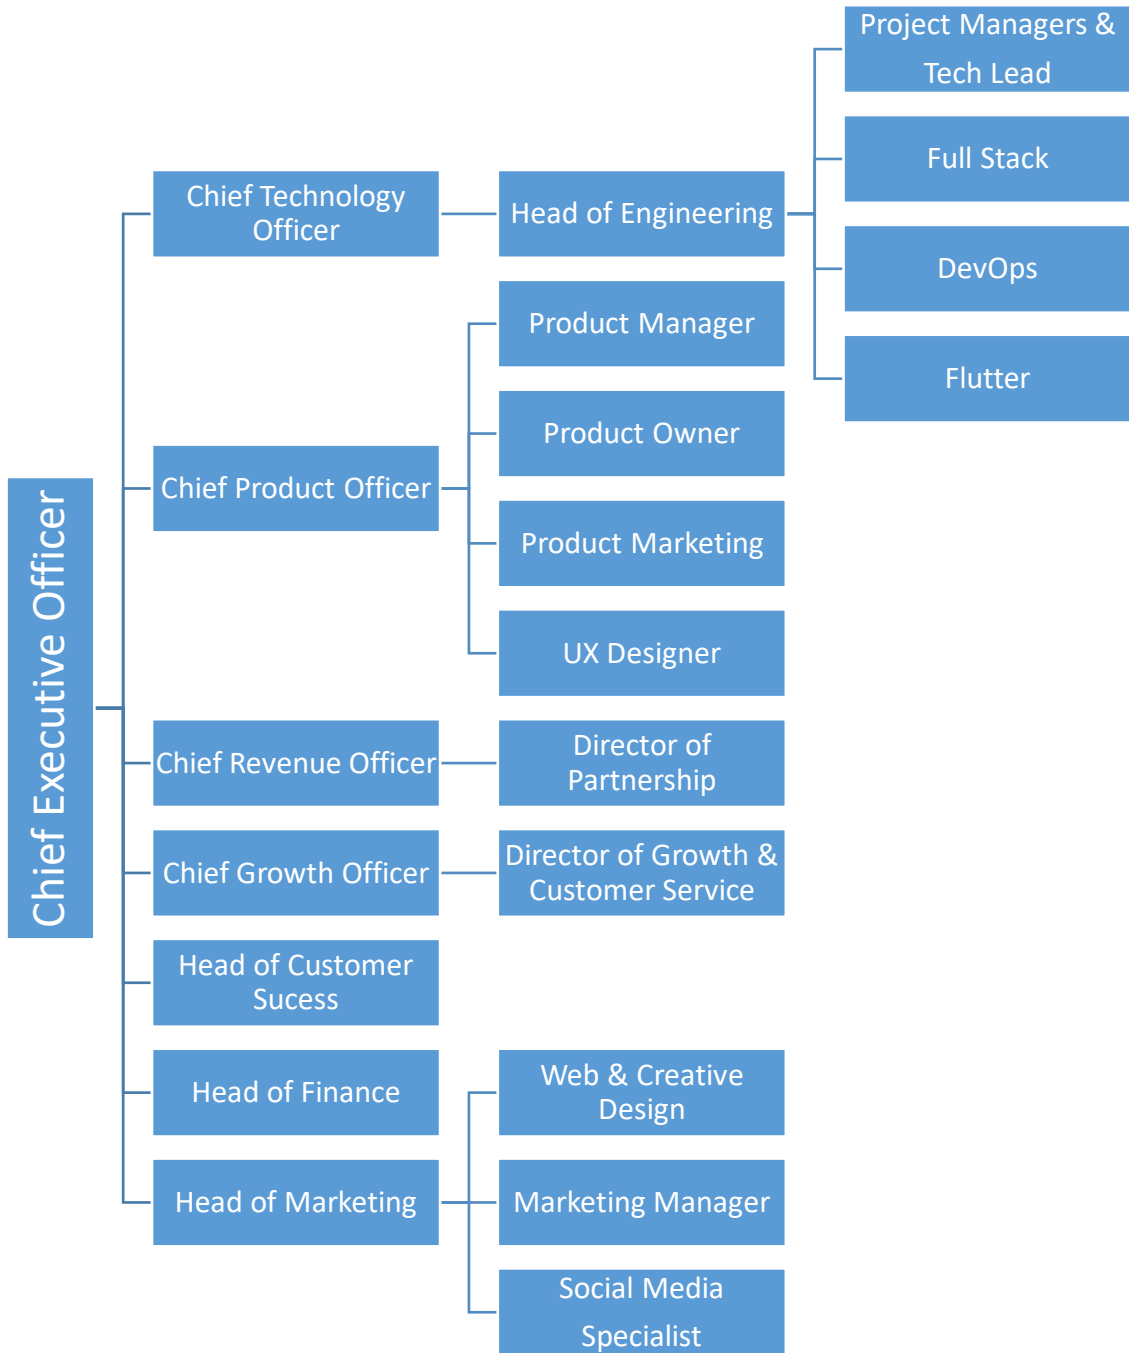 Chief Executive Officer
Chief Technology
Officer
Head of Engineering
Project Managers &
Tech Lead
Full Stack
DevOps
Flutter
Chief Product Officer
Product Manager
Product Owner
Product Marketing
UX Designer
Chief Revenue Officer
Director of
Partnership
Chief Growth Officer
Director of Growth &
Customer Service
Head of Customer
Sucess
Head of Finance
Head of Marketing
Web & Creative
Design
Marketing Manager
Social Media
Specialist